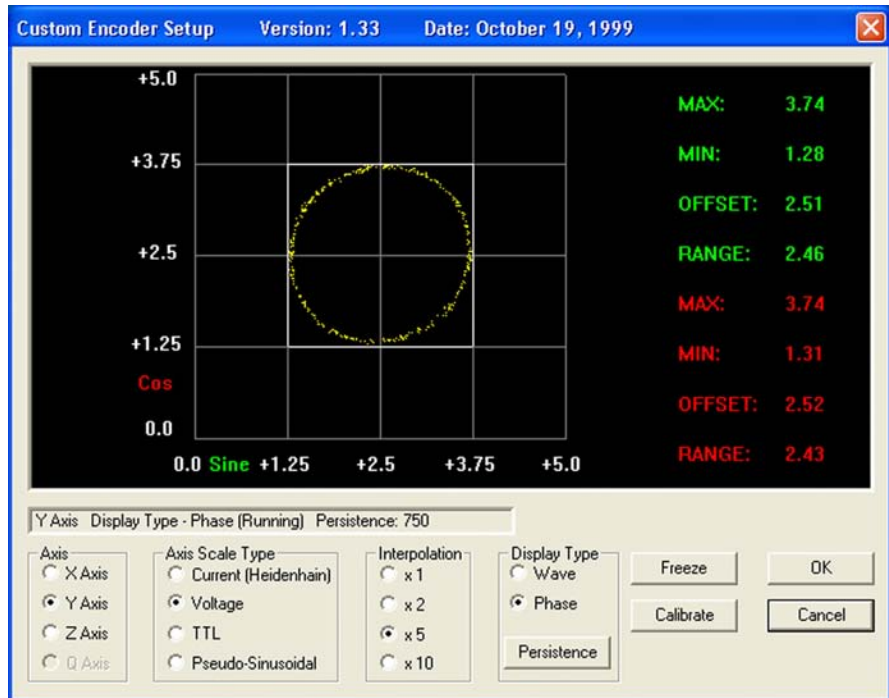 Custom Encoder Setup Version: 1.33 Date: October 19, 1999
+5.0
+3.75
+2.5
+1.25
Cos
0.0
0.0 Sine +1.25 +2.5 +3.75 +5.0
MAX: 3.74
MIN: 1.28
OFFSET: 2.51
RANGE: 2.46
MAX: 3.74
MIN: 1.31
OFFSET: 2.52
RANGE: 2.43
Y Axis Display Type - Phase (Running) Persistence: 750
Axis
X Axis
Y Axis
Z Axis
Q Axis
Axis Scale Type
Current (Heidenhain)
Voltage
TTL
Pseudo-Sinusoidal
Interpolation
x 1
x 2
x 5
x 10
Display Type
Wave
Phase
Persistence
Freeze
OK
Calibrate
Cancel